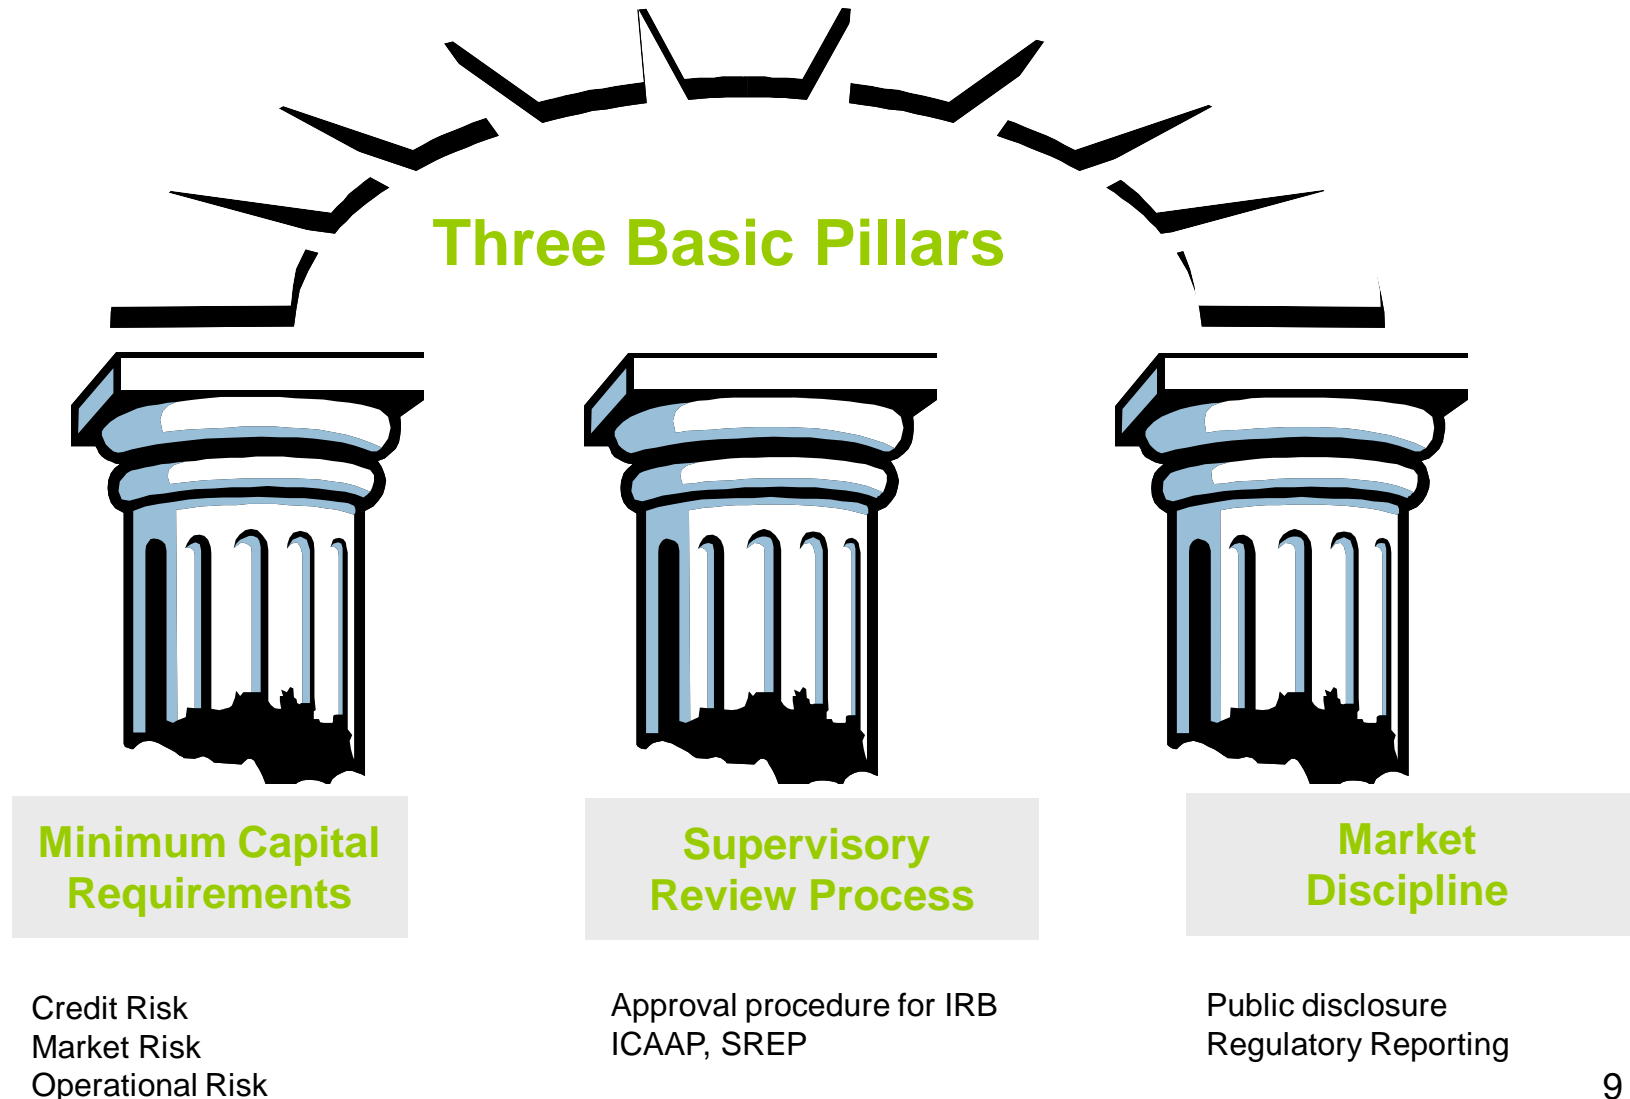 Three Basic Pillars
Minimum Capital
Requirements
Supervisory
Review Process
Market
Discipline
Credit Risk
Market Risk
Operational Risk
Approval procedure for IRB
ICAAP, SREP
Public disclosure
Regulatory Reporting
9